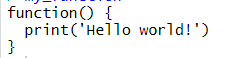 function() {
  print('Hello world!')
}